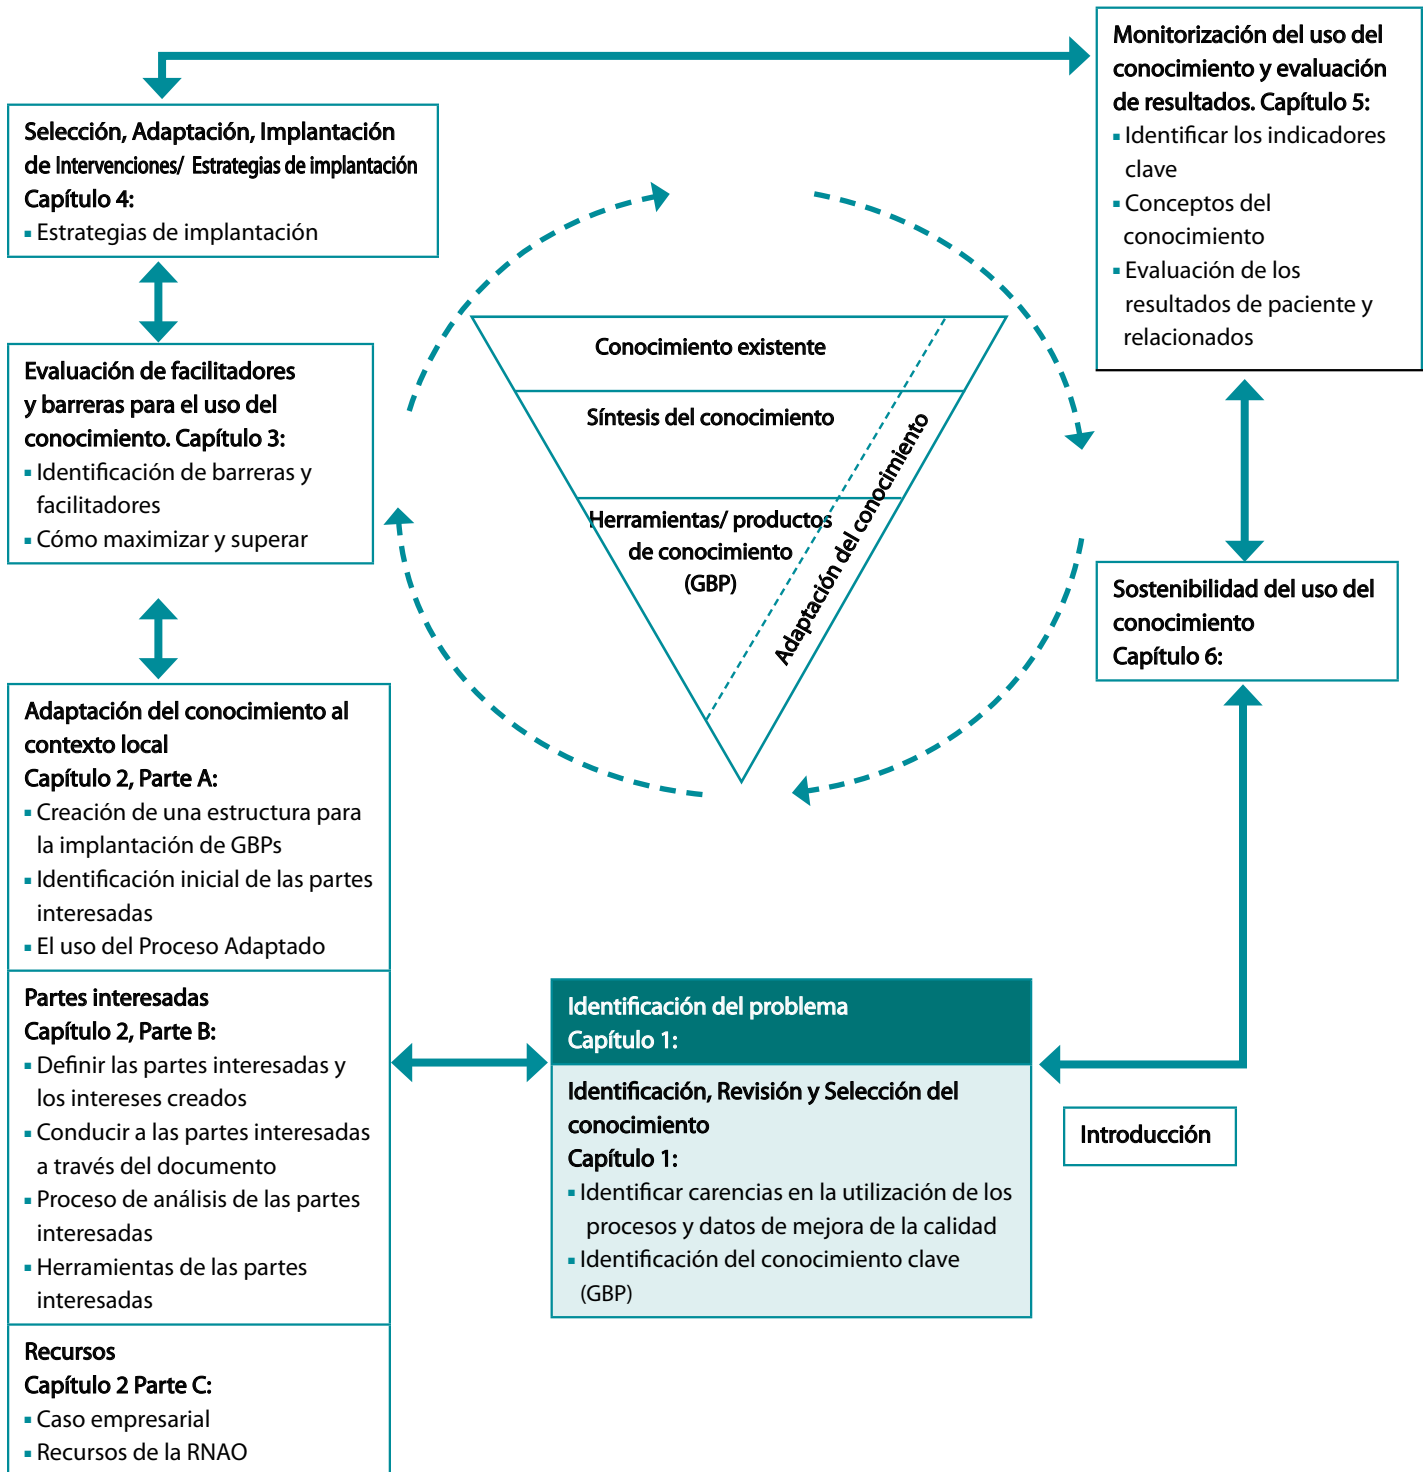 Selección, Adaptación, Implantación
de Intervenciones/ Estrategias de implantación
Capítulo 4:
▪ Estrategias de implantación
Evaluación de facilitadores
y barreras para el uso del
conocimiento. Capítulo 3:
▪ Identificación de barreras y
facilitadores
▪ Cómo maximizar y superar
Adaptación del conocimiento al
contexto local
Capítulo 2, Parte A:
▪ Creación de una estructura para
la implantación de GBPs
▪ Identificación inicial de las partes
interesadas
▪ El uso del Proceso Adaptado
Partes interesadas
Capítulo 2, Parte B:
▪ Definir las partes interesadas y
los intereses creados
▪ Conducir a las partes interesadas
a través del documento
▪ Proceso de análisis de las partes
interesadas
▪ Herramientas de las partes
interesadas
Recursos
Capítulo 2 Parte C:
▪ Caso empresarial
▪ Recursos de la RNAO
Conocimiento existente
Síntesis del conocimiento
Herramientas/ productos
de conocimiento
(GBP)
Adaptación del conocimiento
Identificación del problema
Capítulo 1:
Identificación, Revisión y Selección del
conocimiento
Capítulo 1:
▪ Identificar carencias en la utilización de los
procesos y datos de mejora de la calidad
▪ Identificación del conocimiento clave
(GBP)
Monitorización del uso del
conocimiento y evaluación
de resultados. Capítulo 5:
▪ Identificar los indicadores
clave
▪ Conceptos del
conocimiento
▪ Evaluación de los
resultados de paciente y
relacionados
Sostenibilidad del uso del
conocimiento
Capítulo 6:
Introducción